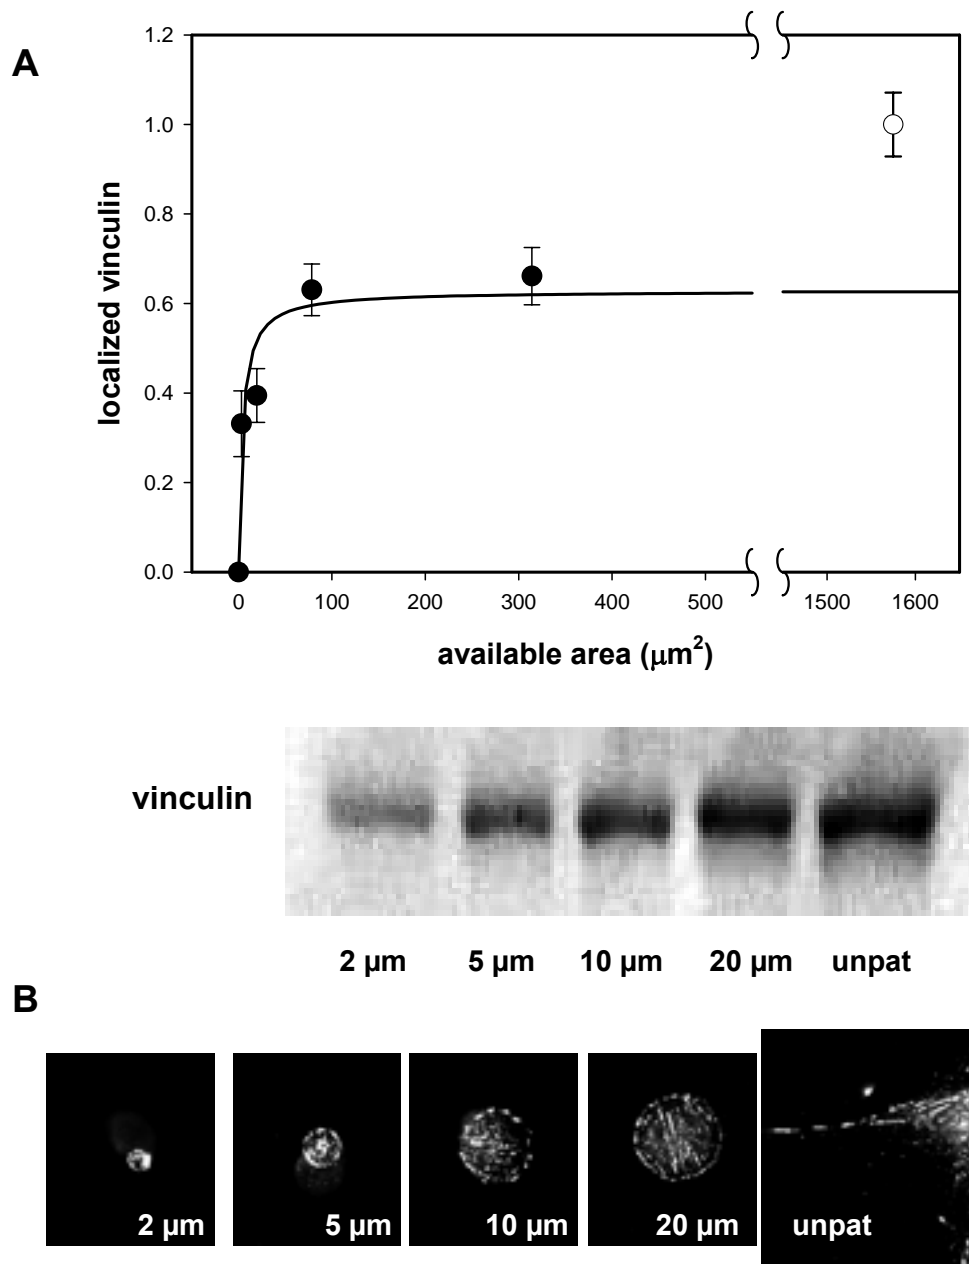 A
1.2
1.0
0.8
0.6
0.4
0.2
0.0
localized vinculin
0 100 200 300 400 500 1500 1600
available area (μm²)
vinculin
2 µm 5 µm 10 µm 20 µm unpat
B
2 µm 5 µm 10 µm 20 µm unpat